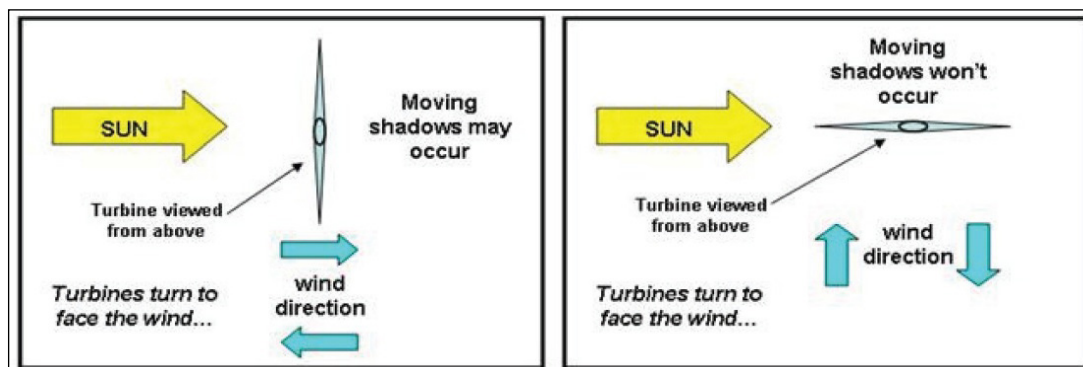 SUN
Moving
shadows may
occur
Turbine viewed
from above
wind
direction
Turbines turn to
face the wind...
Moving
shadows won't
occur
SUN
Turbine viewed
from above
wind
direction
Turbines turn to
face the wind...